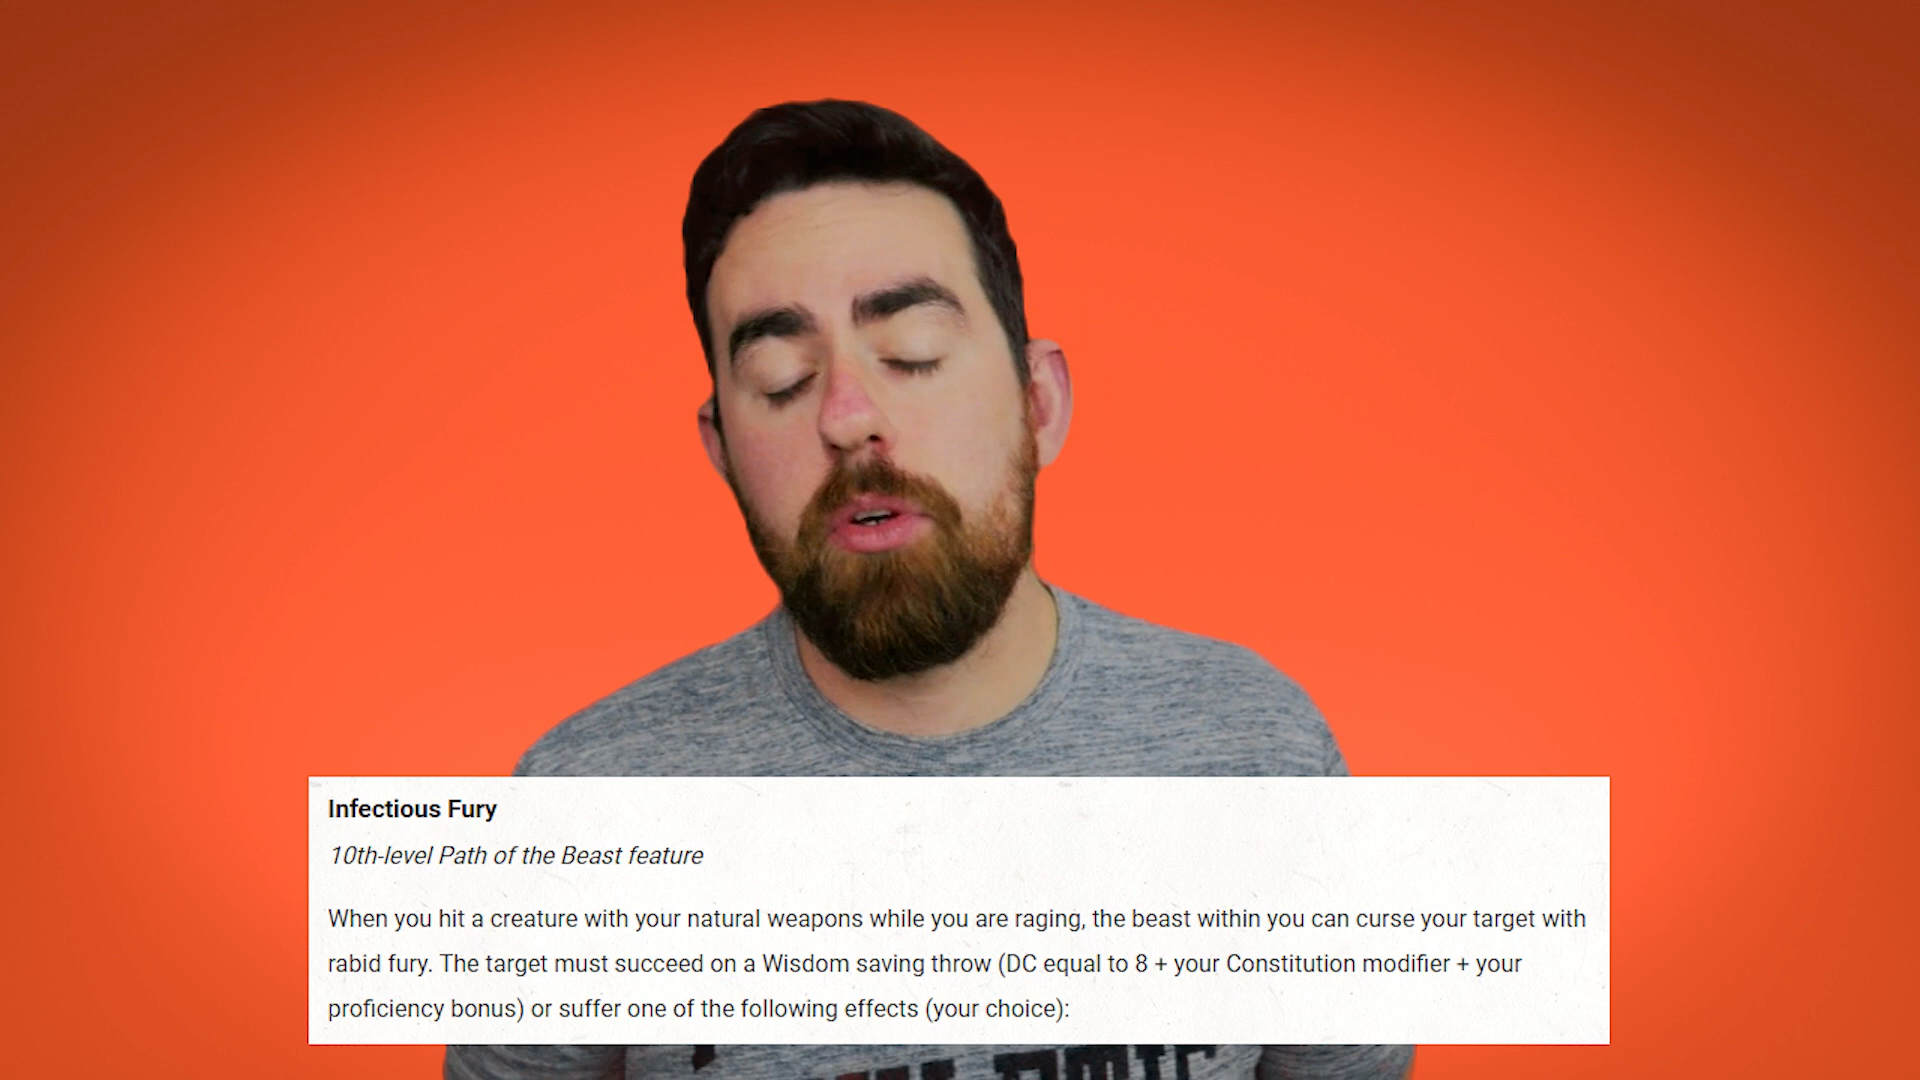 Infectious Fury
10th-level Path of the Beast feature
When you hit a creature with your natural weapons while you are raging, the beast within you can curse your target with
rabid fury. The target must succeed on a Wisdom saving throw (DC equal to 8 + your Constitution modifier + your
proficiency bonus) or suffer one of the following effects (your choice):